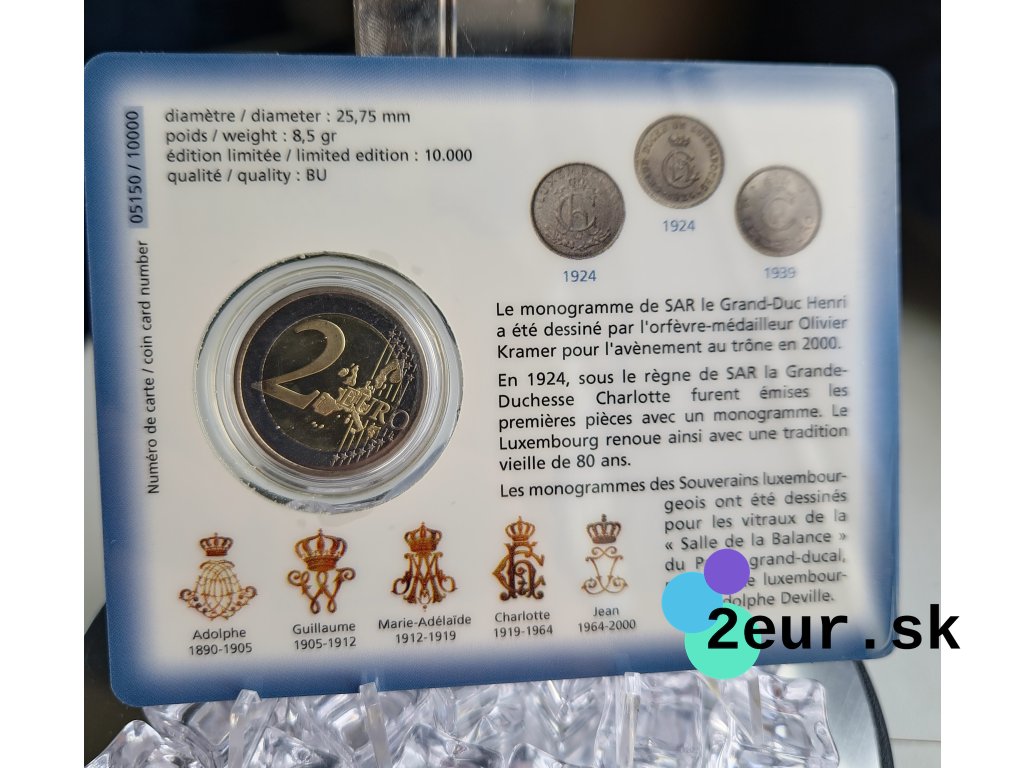 diamètre / diameter : 25,75 mm
poids / weight : 8,5 gr
édition limitée / limited edition : 10.000
qualité / quality : BU
Numéro de carte / coin card number 05150 / 10000
1924
1924
1939
Le monogramme de SAR le Grand-Duc Henri
a été dessiné par l'orfèvre-médailleur Olivier
Kramer pour l'avènement au trône en 2000.
En 1924, sous le règne de SAR la Grande-
Duchesse Charlotte furent émises les
premières pièces avec un monogramme. Le
Luxembourg renoue ainsi avec une tradition
vieille de 80 ans.
Les monogrammes des Souverains luxembour-
geois ont été dessinés
pour les vitraux de la
« Salle de la Balance »
du grand-ducal,
luxembour-
Deville.
2 EURO
Adolphe
1890-1905
Guillaume
1905-1912
Marie-Adélaïde
1912-1919
Charlotte
1919-1964
Jean
1964-2000
2eur.sk